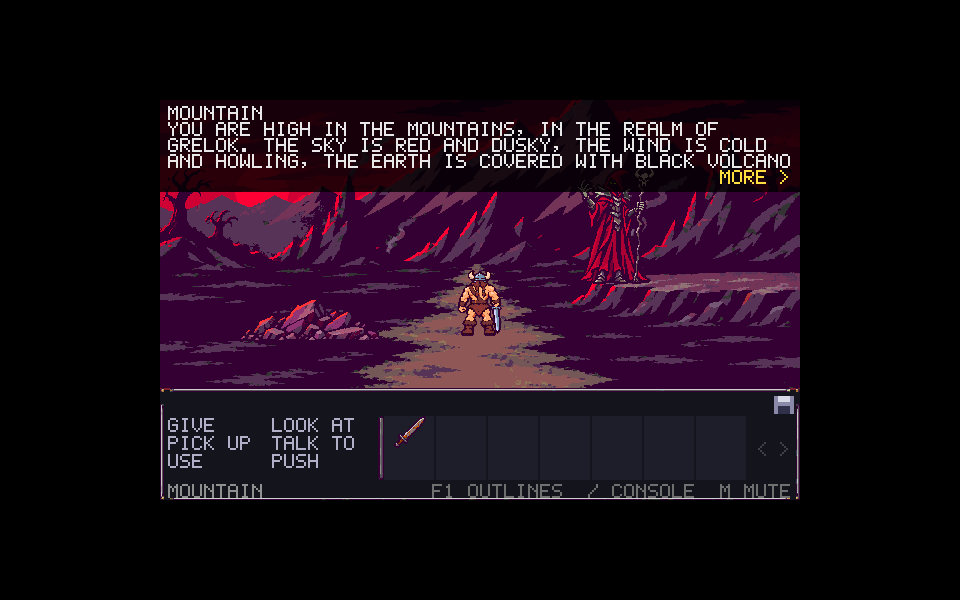 MOUNTAIN
YOU ARE HIGH IN THE MOUNTAINS, IN THE REALM OF
GRELOK. THE SKY IS RED AND DUSKY, THE WIND IS COLD
AND HOWLING, THE EARTH IS COVERED WITH BLACK VOLCANO
MORE >
GIVE LOOK AT
PICK UP TALK TO
USE PUSH
< >
MOUNTAIN F1 OUTLINES / CONSOLE M MUTE